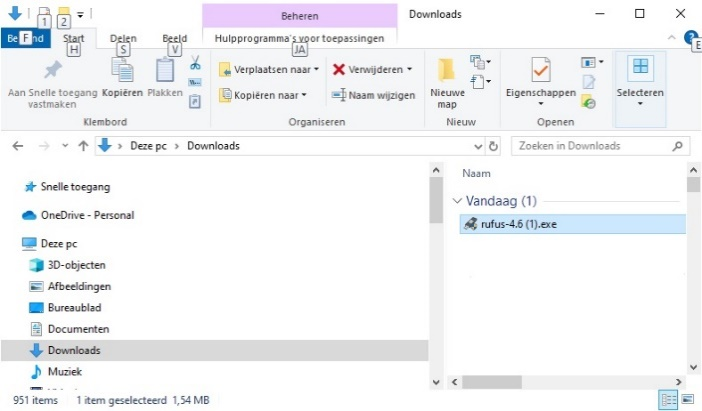 1
2
Beheren
Downloads
Be F nd
Start
Delen
Beeld
Hulpprogramma's voor toepassingen
H
S
V
JA
E
Aan Snelle toegang vastmaken
Kopiëren
Plakken
Verplaatsen naar
Kopiëren naar
Verwijderen
Naam wijzigen
Nieuwe map
Eigenschappen
Selecteren
Klembord
Organiseren
Nieuw
Openen
Deze pc > Downloads
Zoeken in Downloads
Snelle toegang
OneDrive - Personal
Deze pc
3D-objecten
Afbeeldingen
Bureaublad
Documenten
Downloads
Muziek
Naam
Vandaag (1)
rufus-4.6 (1).exe
951 items
1 item geselecteerd 1,54 MB